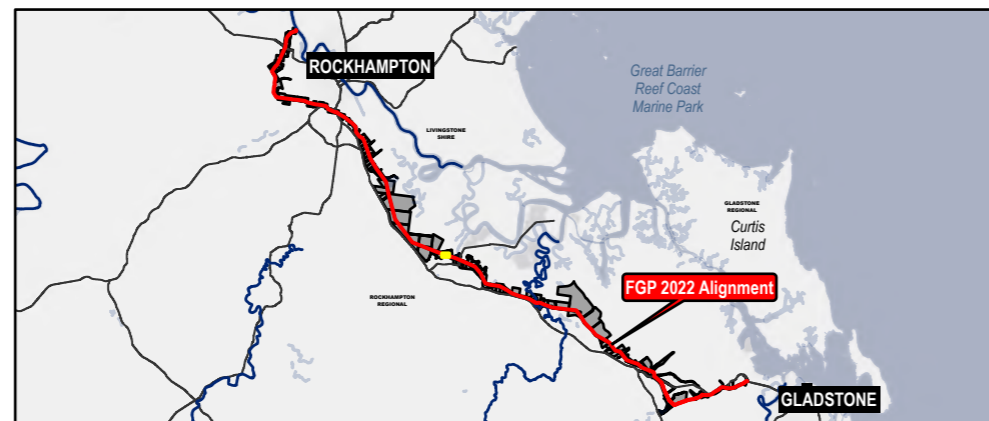 ROCKHAMPTON
Great Barrier
Reef Coast
Marine Park
LIVINGSTONE
SHIRE
GLADSTONE
REGIONAL
Curtis
Island
FGP 2022 Alignment
ROCKHAMPTON
REGIONAL
GLADSTONE